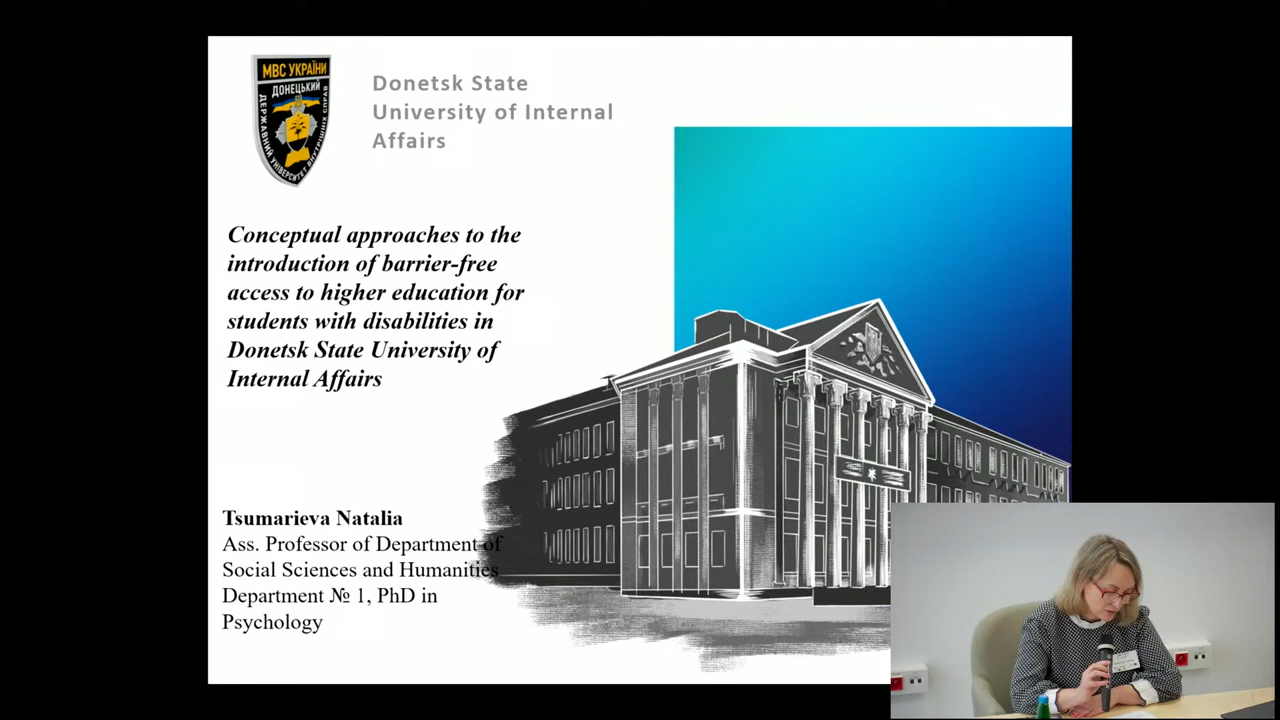 МВС УКРАЇНИ
ДОНЕЦЬКИЙ
ДЕРЖАВНИЙ УНІВЕРСИТЕТ ВНУТРІШНІХ СПРАВ
Donetsk State
University of Internal
Affairs
Conceptual approaches to the
introduction of barrier-free
access to higher education for
students with disabilities in
Donetsk State University of
Internal Affairs
Tsumarieva Natalia
Ass. Professor of Department of
Social Sciences and Humanities
Department № 1, PhD in
Psychology